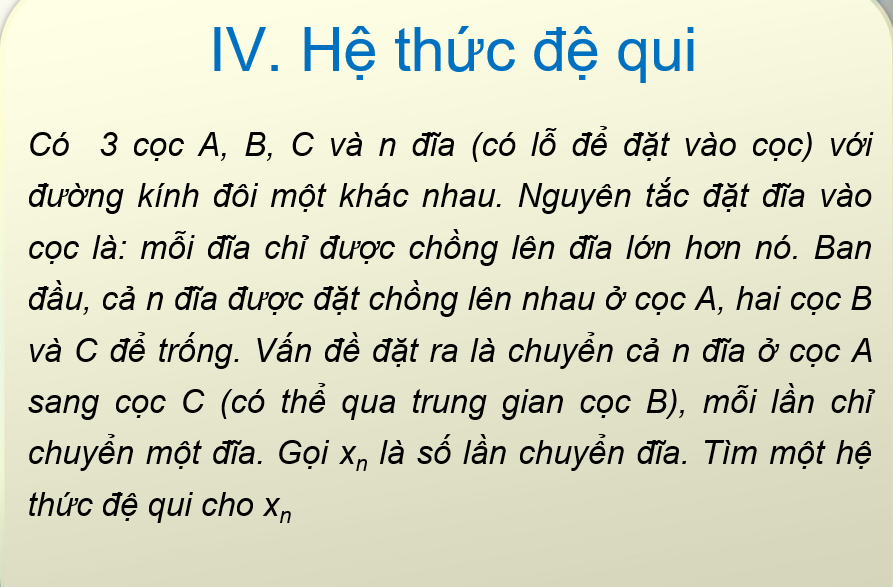 IV. Hệ thức đệ qui
Có 3 cọc A, B, C và n đĩa (có lỗ để đặt vào cọc) với
đường kính đôi một khác nhau. Nguyên tắc đặt đĩa vào
cọc là: mỗi đĩa chỉ được chồng lên đĩa lớn hơn nó. Ban
đầu, cả n đĩa được đặt chồng lên nhau ở cọc A, hai cọc B
và C để trống. Vấn đề đặt ra là chuyển cả n đĩa ở cọc A
sang cọc C (có thể qua trung gian cọc B), mỗi lần chỉ
chuyển một đĩa. Gọi xₙ là số lần chuyển đĩa. Tìm một hệ
thức đệ qui cho xₙ